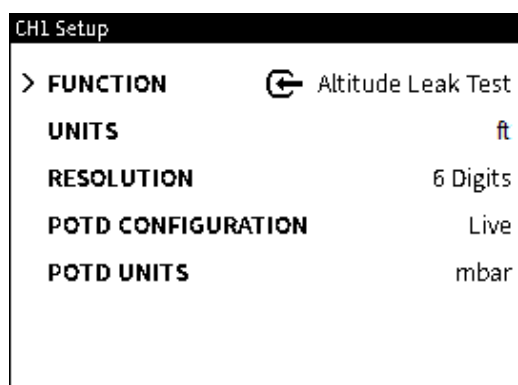 CH1 Setup
> FUNCTION Altitude Leak Test
UNITS ft
RESOLUTION 6 Digits
POTD CONFIGURATION Live
POTD UNITS mbar